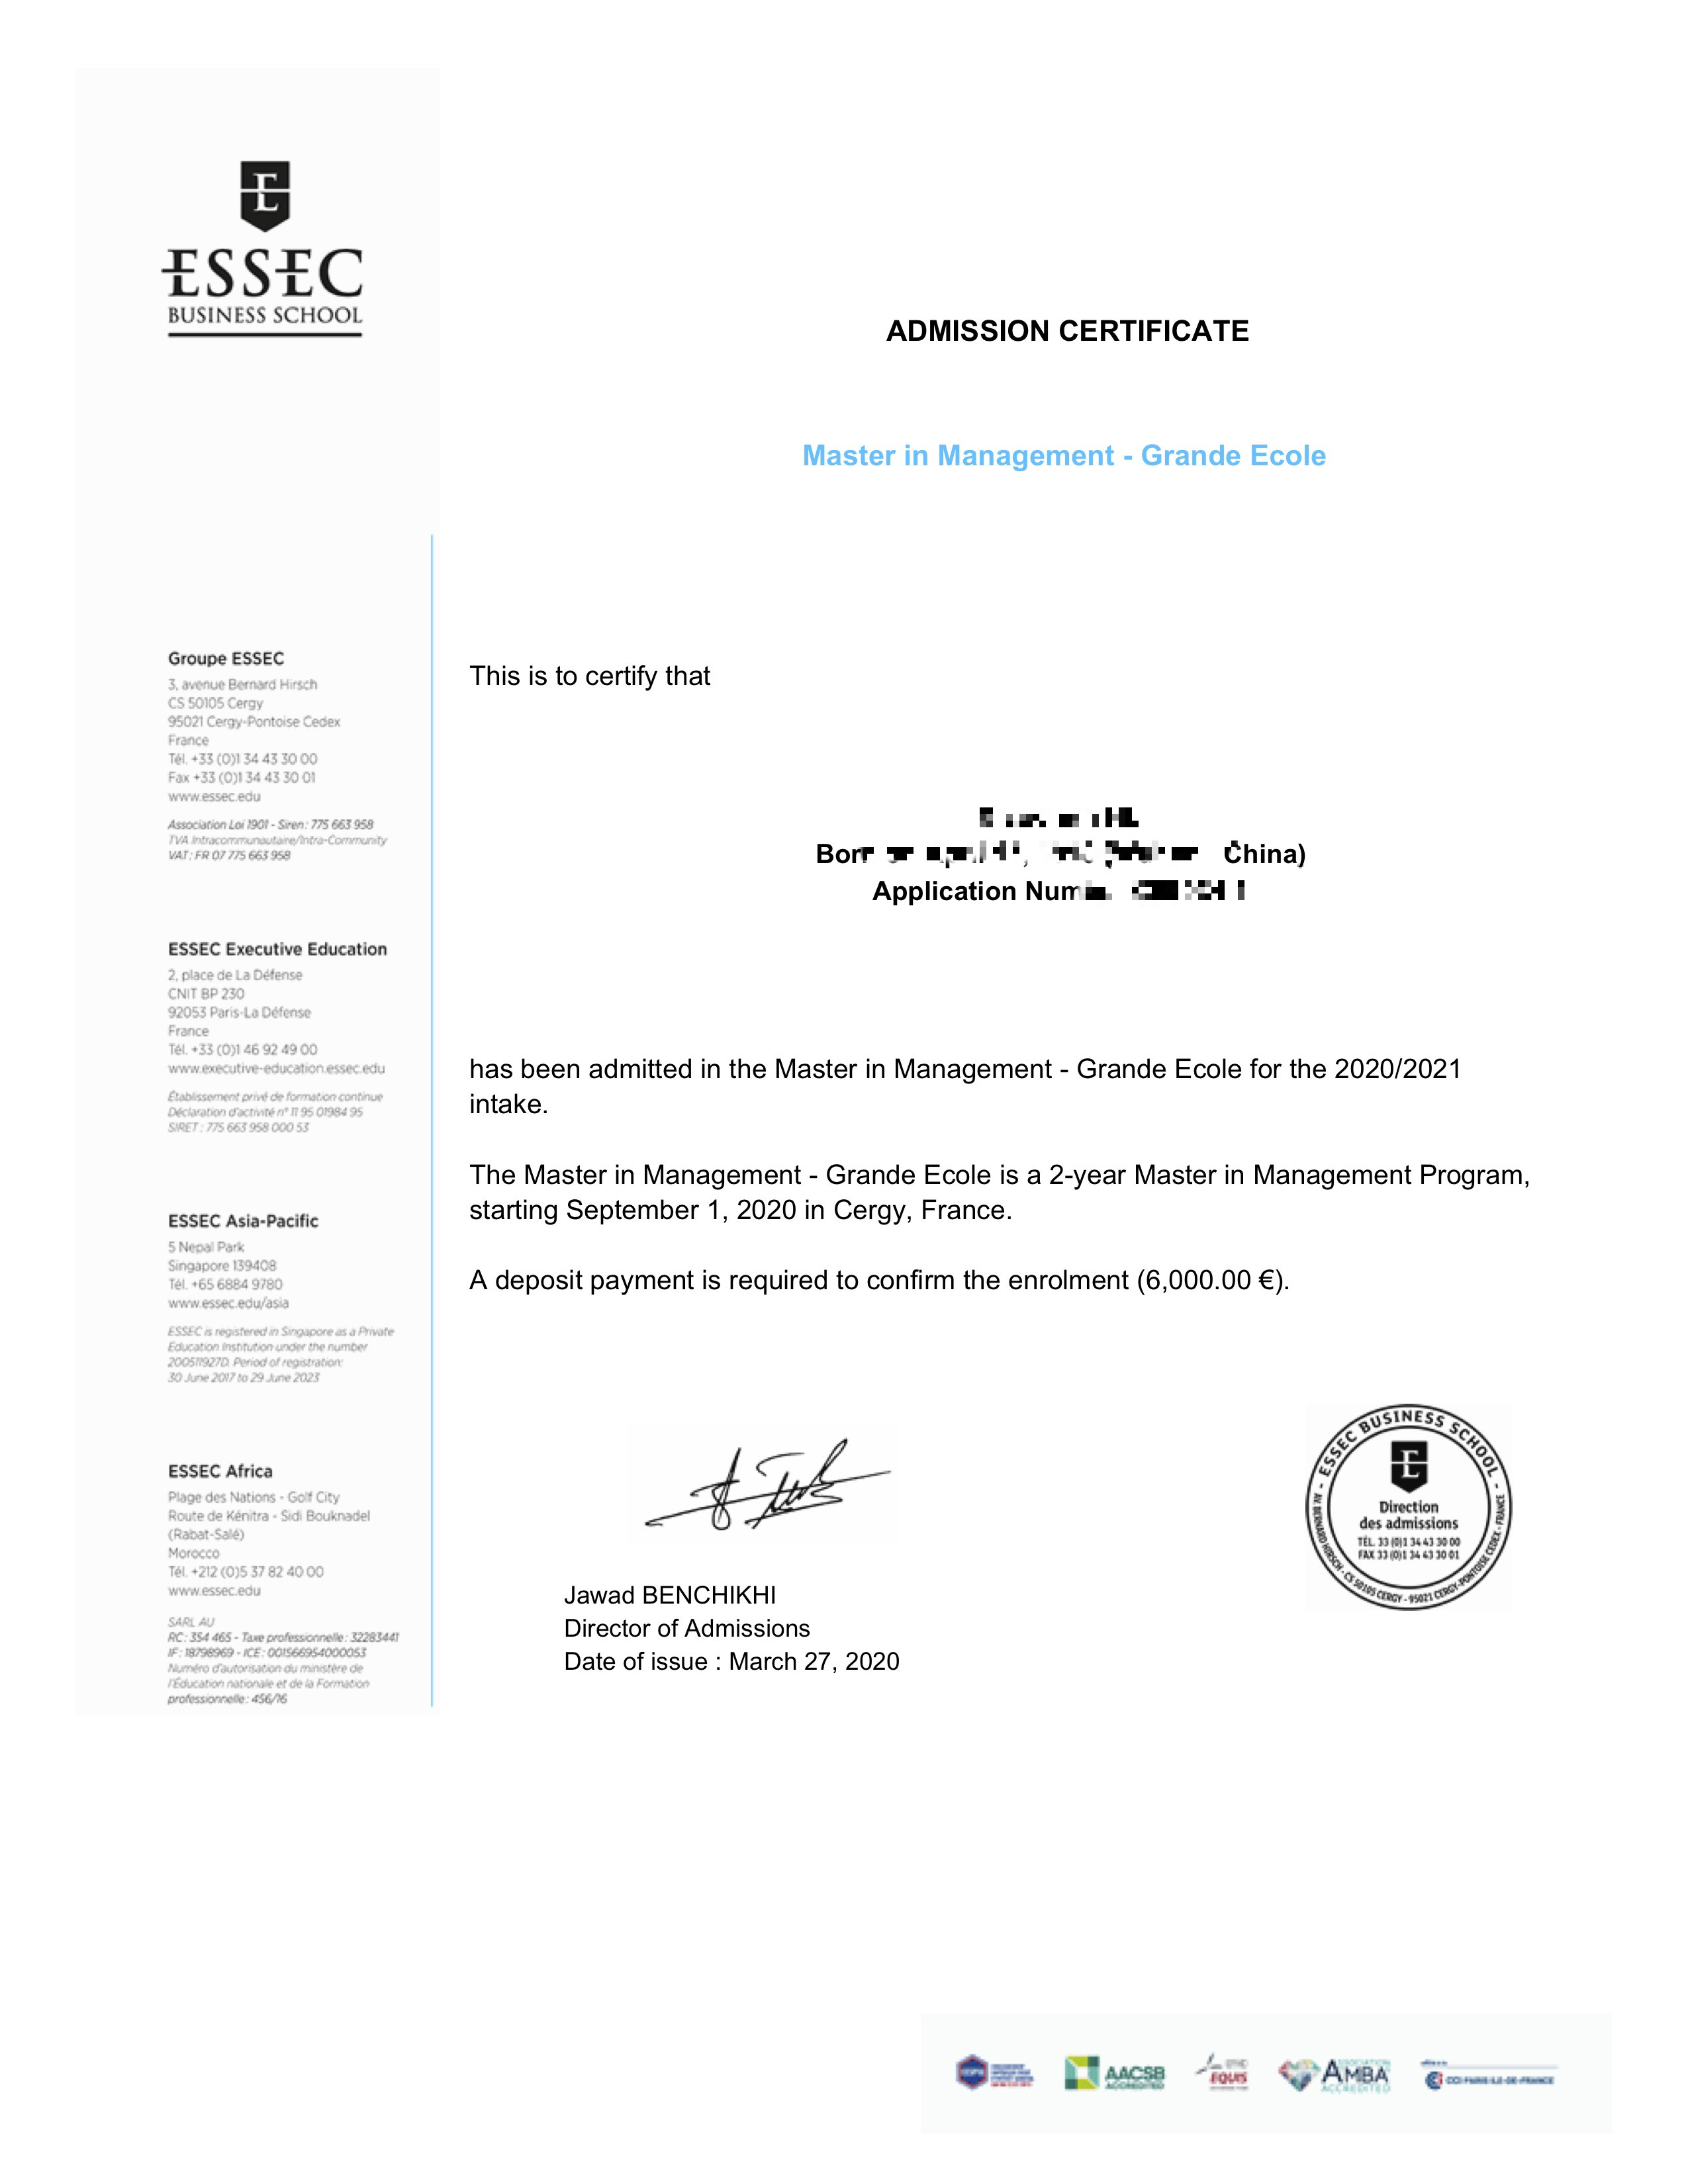 E
ESSEC
BUSINESS SCHOOL
ADMISSION CERTIFICATE
Master in Management - Grande Ecole
Groupe ESSEC
3, avenue Bernard Hirsch
CS 50105 Cergy
95021 Cergy-Pontoise Cedex
France
Tél. +33 (0)1 34 43 30 00
Fax +33 (0)1 34 43 30 01
www.essec.edu
Association Loi 1901 - Siren : 775 663 958
TVA Intracommunautaire/Intra-Community
VAT : FR 07 775 663 958
ESSEC Executive Education
2, place de La Défense
CNIT BP 230
92053 Paris-La Défense
France
Tél. +33 (0)1 46 92 49 00
www.executive-education.essec.edu
Établissement privé de formation continue
Déclaration d'activité n° 11 95 01984 95
SIRET : 775 663 958 000 53
ESSEC Asia-Pacific
5 Nepal Park
Singapore 139408
Tél. +65 6884 9780
www.essec.edu/asia
ESSEC is registered in Singapore as a Private
Education Institution under the number
200511927D. Period of registration:
30 June 2017 to 29 June 2023
ESSEC Africa
Plage des Nations - Golf City
Route de Kénitra - Sidi Bouknadel
(Rabat-Salé)
Morocco
Tél. +212 (0)5 37 82 40 00
www.essec.edu
SARL AU
RC : 354 465 - Taxe professionnelle : 32283441
IF : 18798969 - ICE : 001566954000053
Numéro d'autorisation du ministère de
l'Éducation nationale et de la Formation
professionnelle : 456/16
This is to certify that
China)
Application
has been admitted in the Master in Management - Grande Ecole for the 2020/2021
intake.
The Master in Management - Grande Ecole is a 2-year Master in Management Program,
starting September 1, 2020 in Cergy, France.
A deposit payment is required to confirm the enrolment (6,000.00 €).
Jawad BENCHIKHI
Director of Admissions
Date of issue : March 27, 2020
ESSEC BUSINESS SCHOOL
E
Direction
des admissions
TÉL. 33 (0)1 34 43 30 00
FAX 33 (0)1 34 43 30 01
AV. BERNARD HIRSCH - CS 50105 CERGY - 95021 CERGY-PONTOISE CEDEX - FRANCE
AACSB
ACCREDITED
EFMD
EQUIS
ASSOCIATION
AMBA
ACCREDITED
CCI PARIS ILE-DE-FRANCE